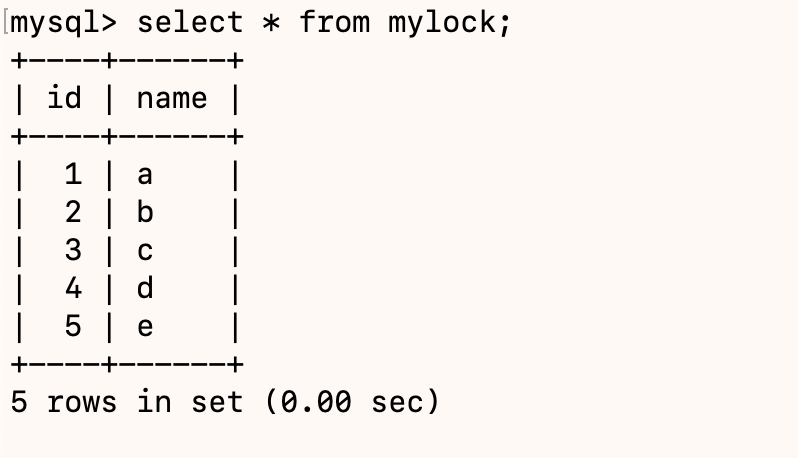 mysql> select * from mylock;
+----+------+
| id | name |
+----+------+
|  1 | a    |
|  2 | b    |
|  3 | c    |
|  4 | d    |
|  5 | e    |
+----+------+
5 rows in set (0.00 sec)